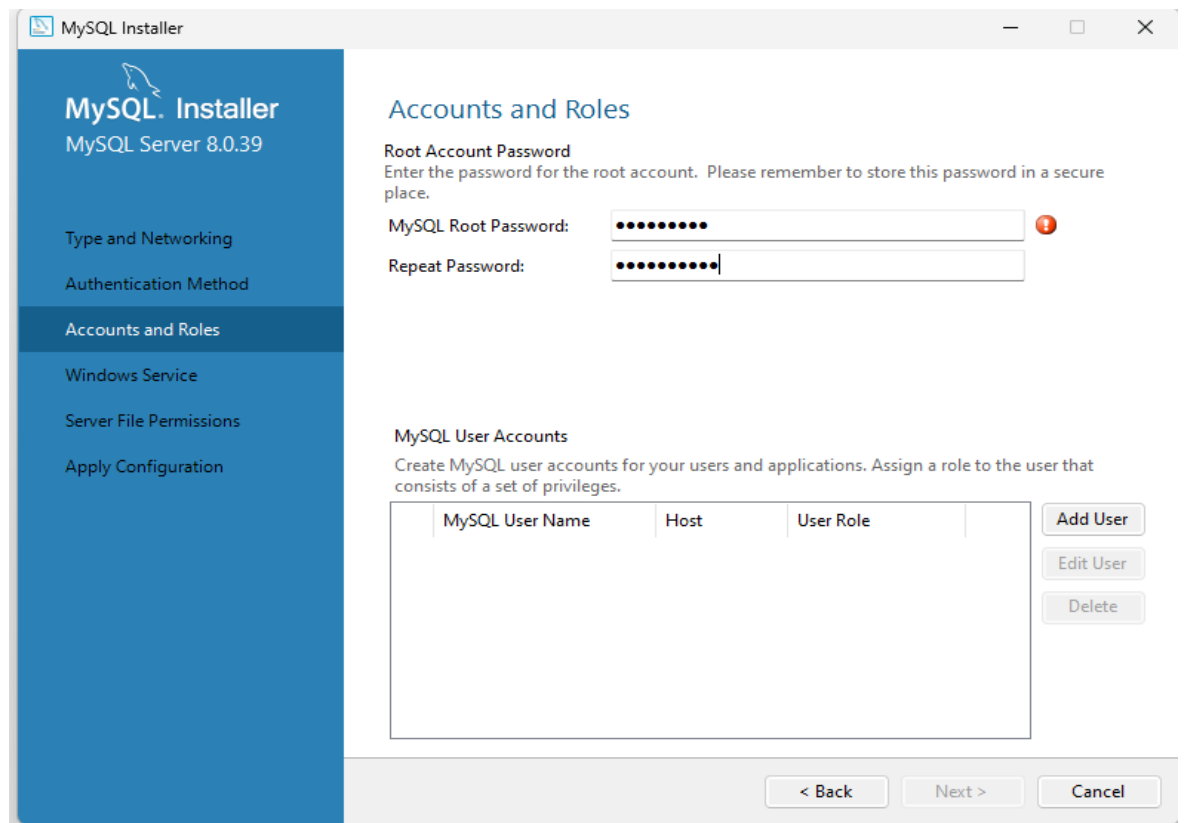 MySQL Installer
MySQL. Installer
MySQL Server 8.0.39
Type and Networking
Authentication Method
Accounts and Roles
Windows Service
Server File Permissions
Apply Configuration
Accounts and Roles
Root Account Password
Enter the password for the root account.  Please remember to store this password in a secure
place.
MySQL Root Password: •••••••••
Repeat Password: ••••••••••
MySQL User Accounts
Create MySQL user accounts for your users and applications. Assign a role to the user that
consists of a set of privileges.
MySQL User Name Host User Role
Add User
Edit User
Delete
< Back Next > Cancel